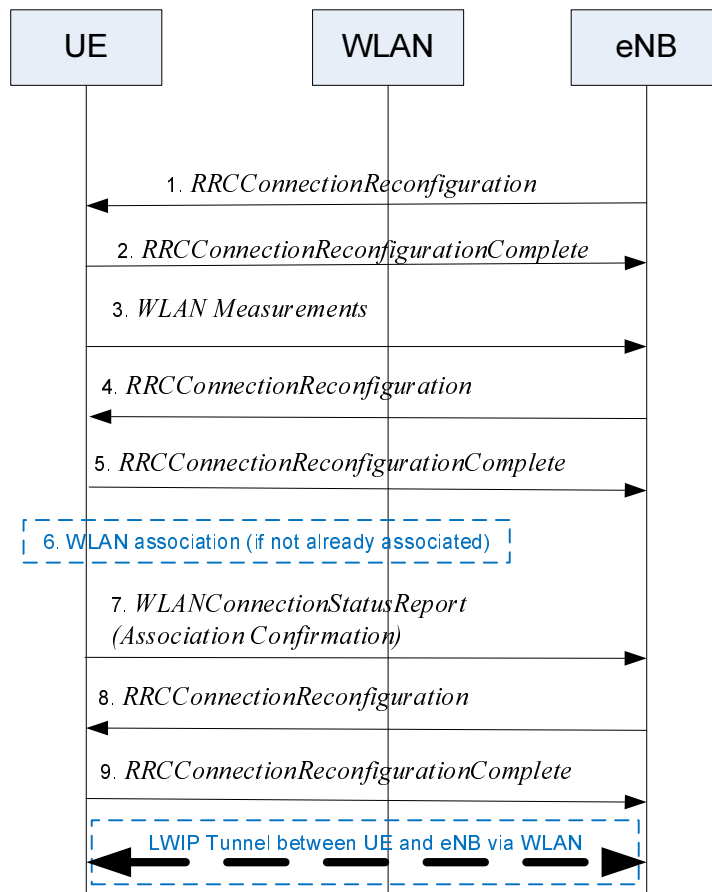 UE
WLAN
eNB
1. RRCConnectionReconfiguration
2. RRCConnectionReconfigurationComplete
3. WLAN Measurements
4. RRCConnectionReconfiguration
5. RRCConnectionReconfigurationComplete
6. WLAN association (if not already associated)
7. WLANConnectionStatusReport
(Association Confirmation)
8. RRCConnectionReconfiguration
9. RRCConnectionReconfigurationComplete
LWIP Tunnel between UE and eNB via WLAN